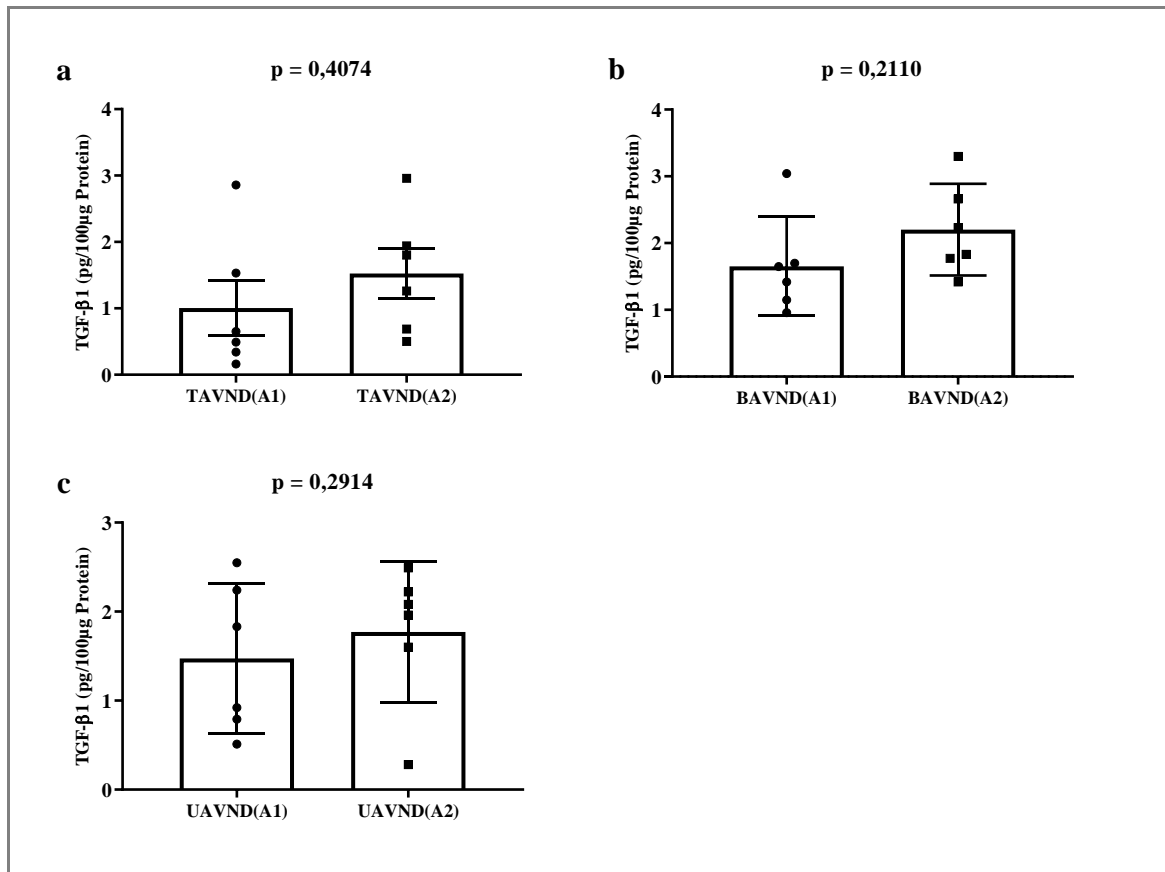 a
p = 0,4074
TGF-β1 (pg/100µg Protein)
4
3
2
1
0
TAVND(A1) TAVND(A2)
b
p = 0,2110
TGF-β1 (pg/100µg Protein)
4
3
2
1
0
BAVND(A1) BAVND(A2)
c
p = 0,2914
TGF-β1 (pg/100µg Protein)
3
2
1
0
UAVND(A1) UAVND(A2)